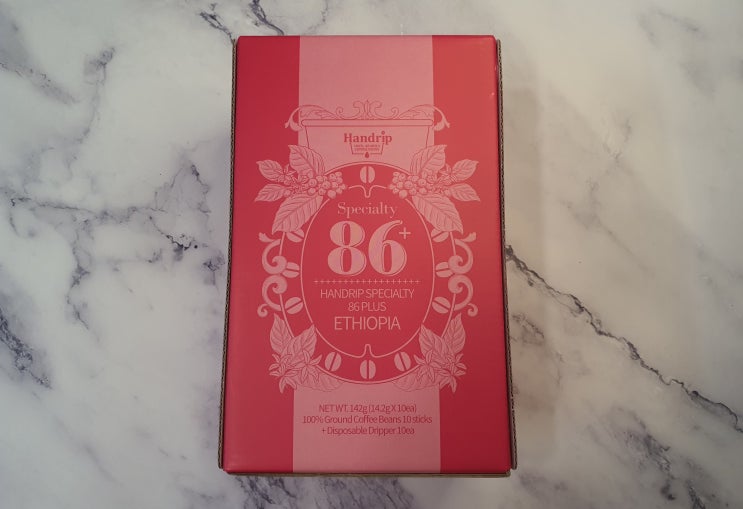 Handrip
Specialty
86+
HANDRIP SPECIALTY
86 PLUS
ETHIOPIA
NET WT. 142g (14.2g X 10ea)
100% Ground Coffee Beans 10 sticks
+ Disposable Dripper 10ea